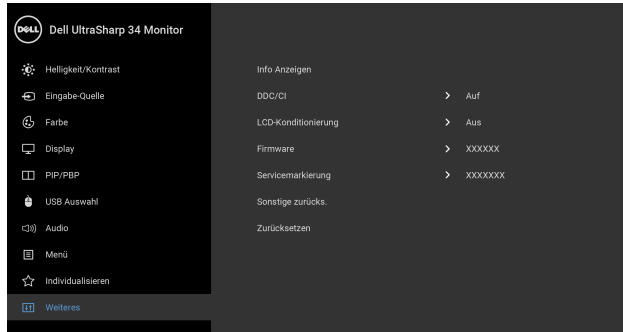 DELL Dell UltraSharp 34 Monitor
Helligkeit/Kontrast Info Anzeigen
Eingabe-Quelle DDC/CI Auf
Farbe LCD-Konditionierung Aus
Display Firmware XXXXXX
PIP/PBP Servicemarkierung XXXXXXX
USB Auswahl Sonstige zurücks.
Audio Zurücksetzen
Menü
Individualisieren
Weiteres